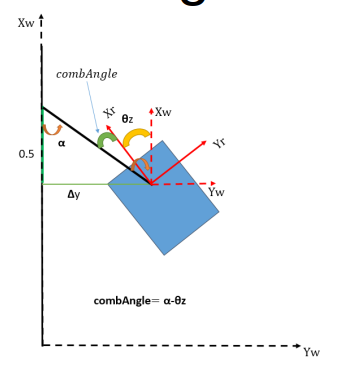 Xw
combAngle
Xr
θz
Xw
α
Yr
0.5
Δy
Yw
combAngle= α-θz
Yw